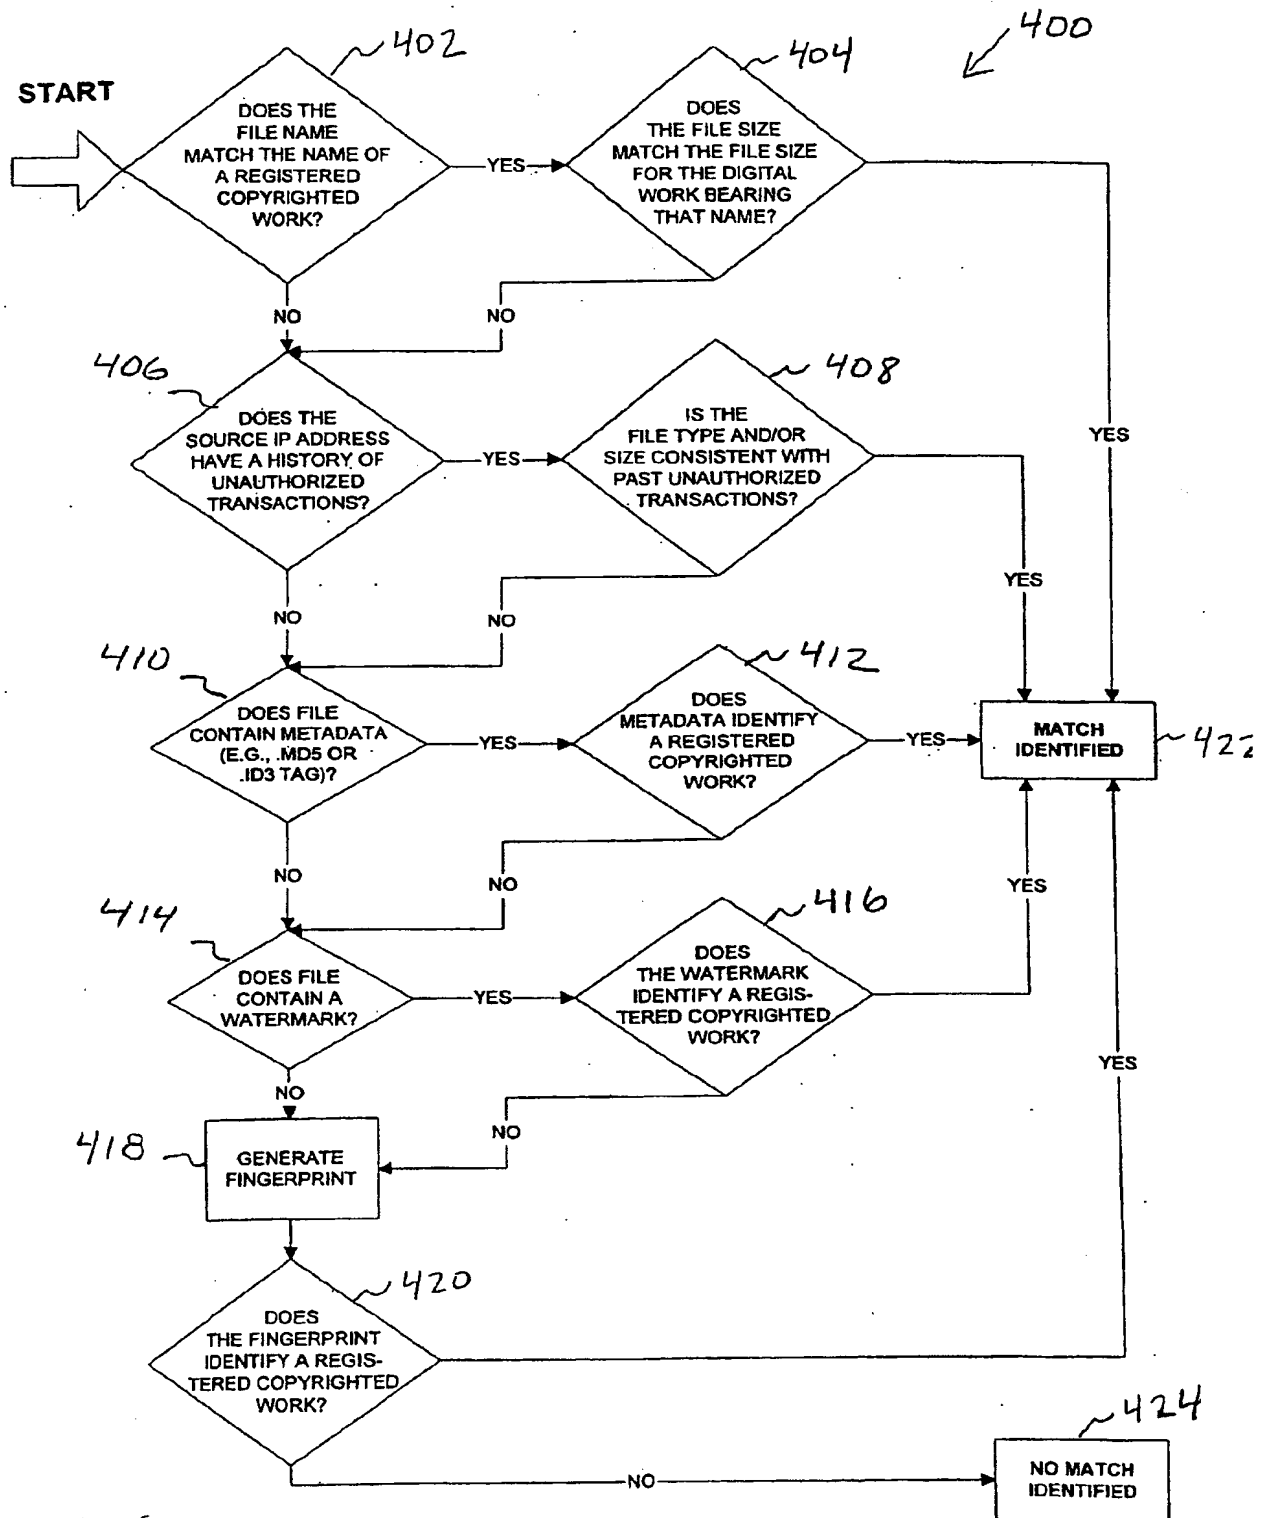 400
402
404
START
DOES THE
FILE NAME
MATCH THE NAME OF
A REGISTERED
COPYRIGHTED
WORK?
YES
DOES
THE FILE SIZE
MATCH THE FILE SIZE
FOR THE DIGITAL
WORK BEARING
THAT NAME?
NO
NO
YES
406
408
DOES THE
SOURCE IP ADDRESS
HAVE A HISTORY OF
UNAUTHORIZED
TRANSACTIONS?
YES
IS THE
FILE TYPE AND/OR
SIZE CONSISTENT WITH
PAST UNAUTHORIZED
TRANSACTIONS?
YES
NO
NO
410
412
DOES FILE
CONTAIN METADATA
(E.G., .MD5 OR
.ID3 TAG)?
YES
DOES
METADATA IDENTIFY
A REGISTERED
COPYRIGHTED
WORK?
YES
MATCH
IDENTIFIED
422
NO
NO
YES
414
416
DOES FILE
CONTAIN A
WATERMARK?
YES
DOES
THE WATERMARK
IDENTIFY A REGIS-
TERED COPYRIGHTED
WORK?
YES
NO
NO
418
GENERATE
FINGERPRINT
420
DOES
THE FINGERPRINT
IDENTIFY A REGIS-
TERED COPYRIGHTED
WORK?
NO
424
NO MATCH
IDENTIFIED